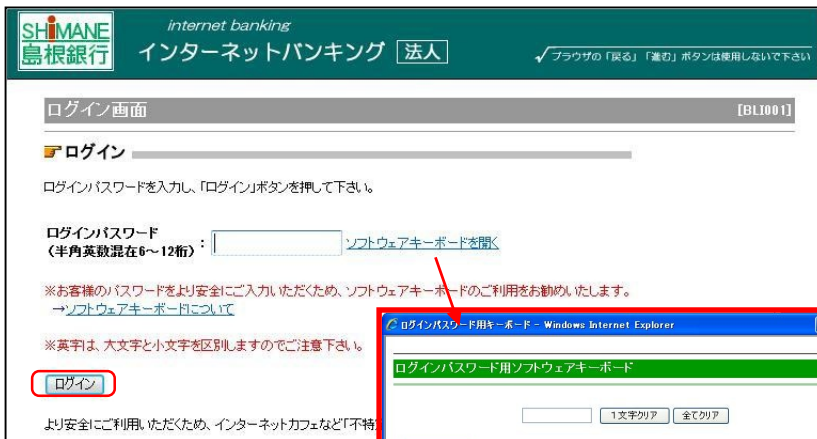 SHiMANE
島根銀行
internet banking
インターネットバンキング 法人
ブラウザの「戻る」「進む」ボタンは使用しないで下さい
ログイン画面 [BLI001]
ログイン
ログインパスワードを入力し、「ログイン」ボタンを押して下さい。
ログインパスワード
(半角英数混在6～12桁) : ソフトウェアキーボードを開く
※お客様のパスワードをより安全にご入力いただくため、ソフトウェアキーボードのご利用をお勧めいたします。
→ソフトウェアキーボードについて
ログインパスワード用キーボード - Windows Internet Explorer
※英字は、大文字と小文字を区別しますのでご注意下さい。
ログインパスワード用ソフトウェアキーボード
ログイン
1文字クリア 全てクリア
より安全にご利用いただくため、インターネットカフェなど「不特